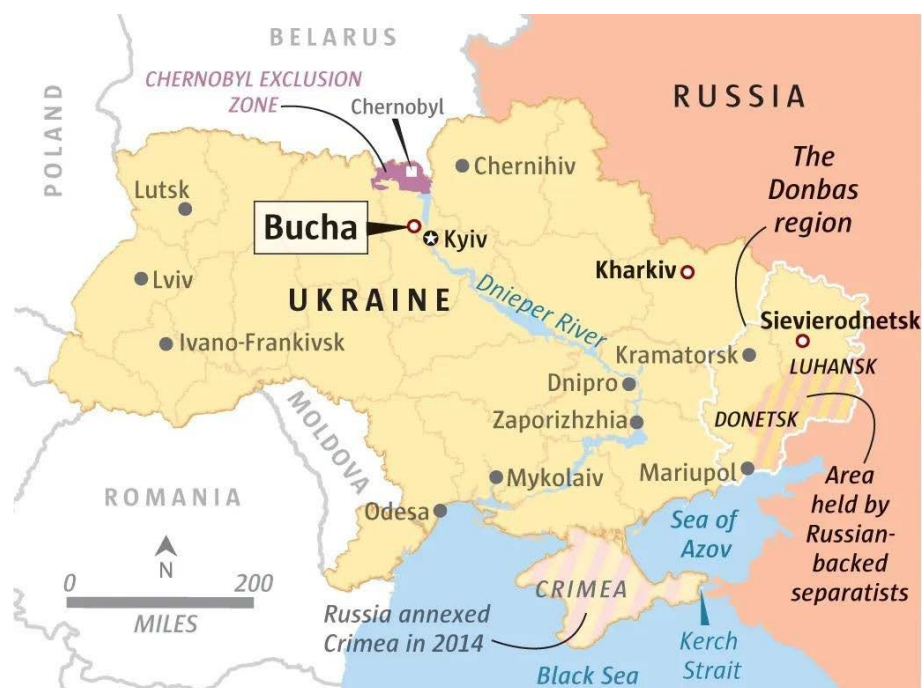 BELARUS
CHERNOBYL EXCLUSION
ZONE
Chernobyl
RUSSIA
POLAND
Chernihiv
The
Donbas
region
Lutsk
Bucha
Kyiv
Lviv
UKRAINE
Dnieper River
Kharkiv
Sievierodnetsk
Ivano-Frankivsk
Kramatorsk
LUHANSK
Dnipro
Zaporizhzhia
DONETSK
MOLDOVA
Mykolaiv
Mariupol
Area
held by
Russian-
backed
separatists
ROMANIA
Odesa
Sea of
Azov
N
0 200
MILES
CRIMEA
Russia annexed
Crimea in 2014
Kerch
Strait
Black Sea